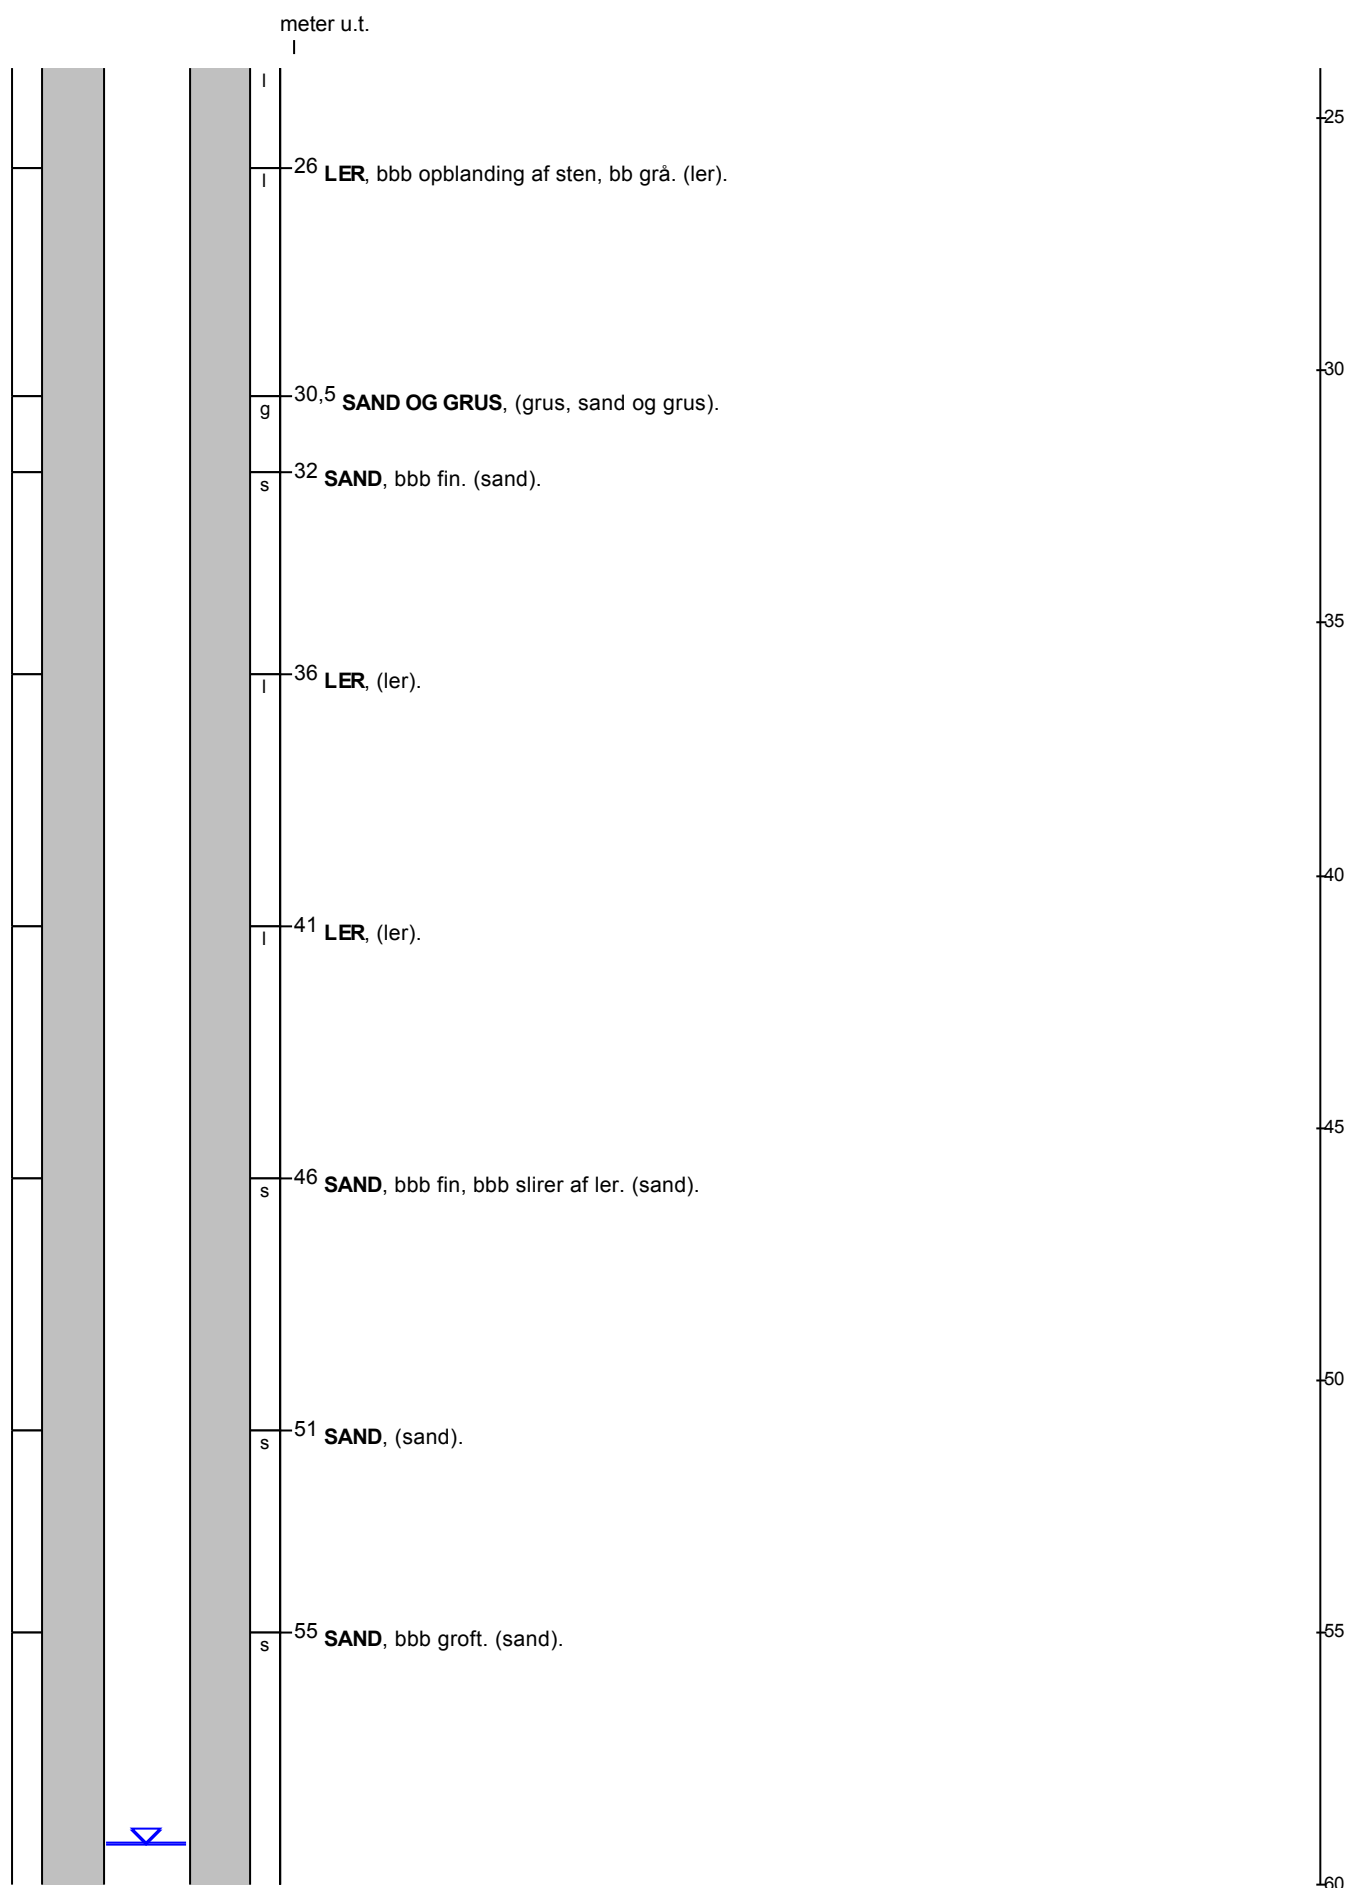 meter u.t.
l
25
26 LER, bbb opblanding af sten, bb grå. (ler).
l
30
30,5 SAND OG GRUS, (grus, sand og grus).
g
32 SAND, bbb fin. (sand).
s
35
36 LER, (ler).
l
40
41 LER, (ler).
l
45
46 SAND, bbb fin, bbb slirer af ler. (sand).
s
50
51 SAND, (sand).
s
55 SAND, bbb groft. (sand).
55
s
60